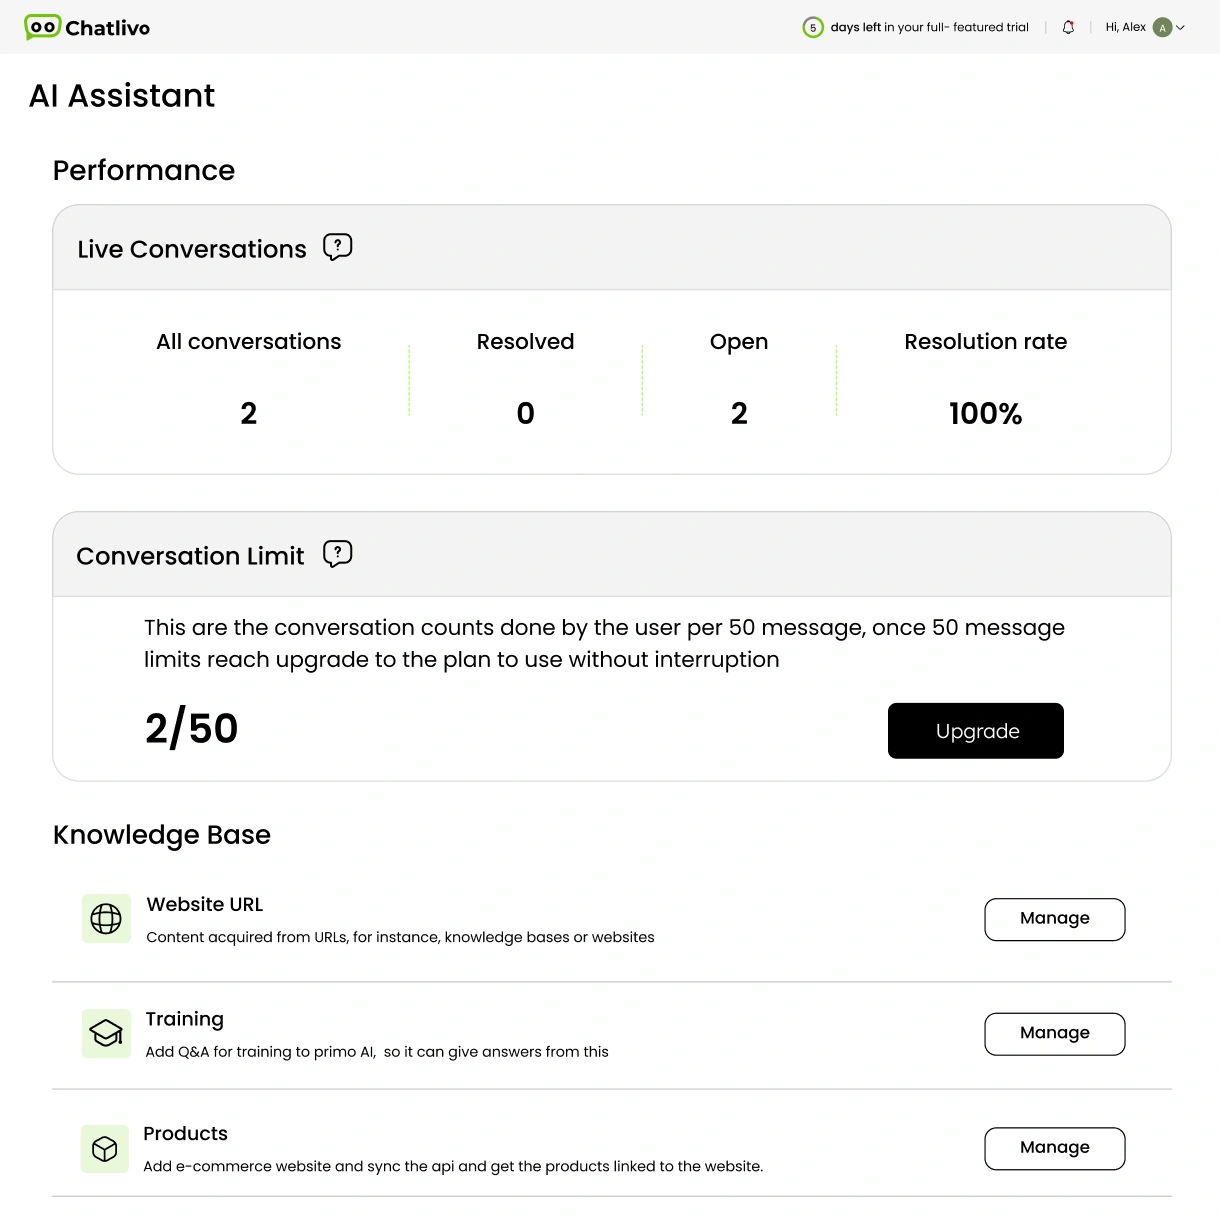 Chatlivo
5 days left in your full- featured trial
Hi, Alex A
AI Assistant
Performance
Live Conversations ?
All conversations Resolved Open Resolution rate
2 0 2 100%
Conversation Limit ?
This are the conversation counts done by the user per 50 message, once 50 message
limits reach upgrade to the plan to use without interruption
2/50 Upgrade
Knowledge Base
Website URL
Content acquired from URLs, for instance, knowledge bases or websites
Manage
Training
Add Q&A for training to primo AI,  so it can give answers from this
Manage
Products
Add e-commerce website and sync the api and get the products linked to the website.
Manage